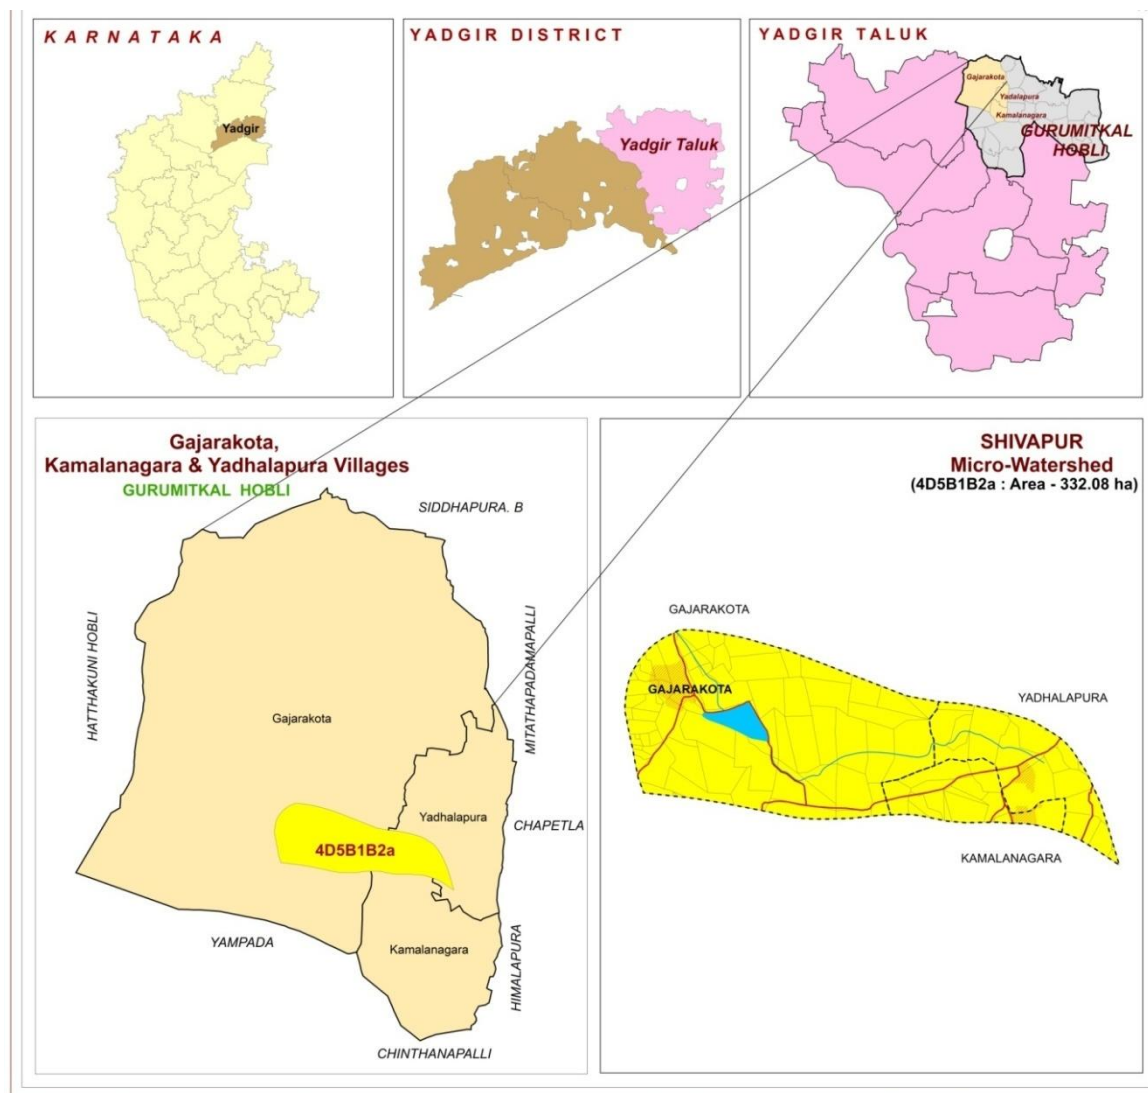 KARNATAKA
Yadgir
YADGIR DISTRICT
Yadgir Taluk
YADGIR TALUK
Gajarakota
Yadalapura
Kamalanagara
GURUMITKAL
HOBLI
Gajarakota,
Kamalanagara & Yadhalapura Villages
GURUMITKAL HOBLI
SIDDHAPURA. B
HATTHAKUNI HOBLI
MITATHAPADAMAPALLI
Gajarakota
Yadhalapura
CHAPETLA
4D5B1B2a
YAMPADA
Kamalanagara
HIMALAPURA
CHINTHANAPALLI
SHIVAPUR
Micro-Watershed
(4D5B1B2a : Area - 332.08 ha)
GAJARAKOTA
GAJARAKOTA
YADHALAPURA
KAMALANAGARA